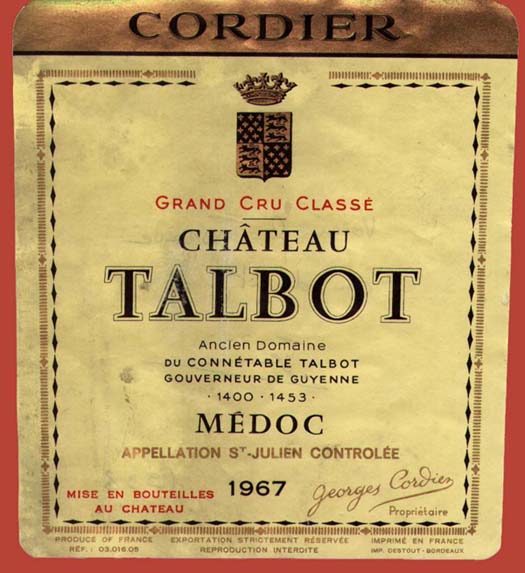 CORDIER
GRAND CRU CLASSÉ
CHÂTEAU
TALBOT
Ancien Domaine
DU CONNÉTABLE TALBOT
GOUVERNEUR DE GUYENNE
· 1400 · 1453 ·
MÉDOC
APPELLATION ST-JULIEN CONTROLÉE
MISE EN BOUTEILLES
AU CHATEAU
1967
Georges Cordier
Propriétaire
PRODUCE OF FRANCE EXPORTATION STRICTEMENT RÉSERVÉE IMPRIMÉ EN FRANCE
RÉF. : 03.016.05 REPRODUCTION INTERDITE IMP. DESTOUT - BORDEAUX